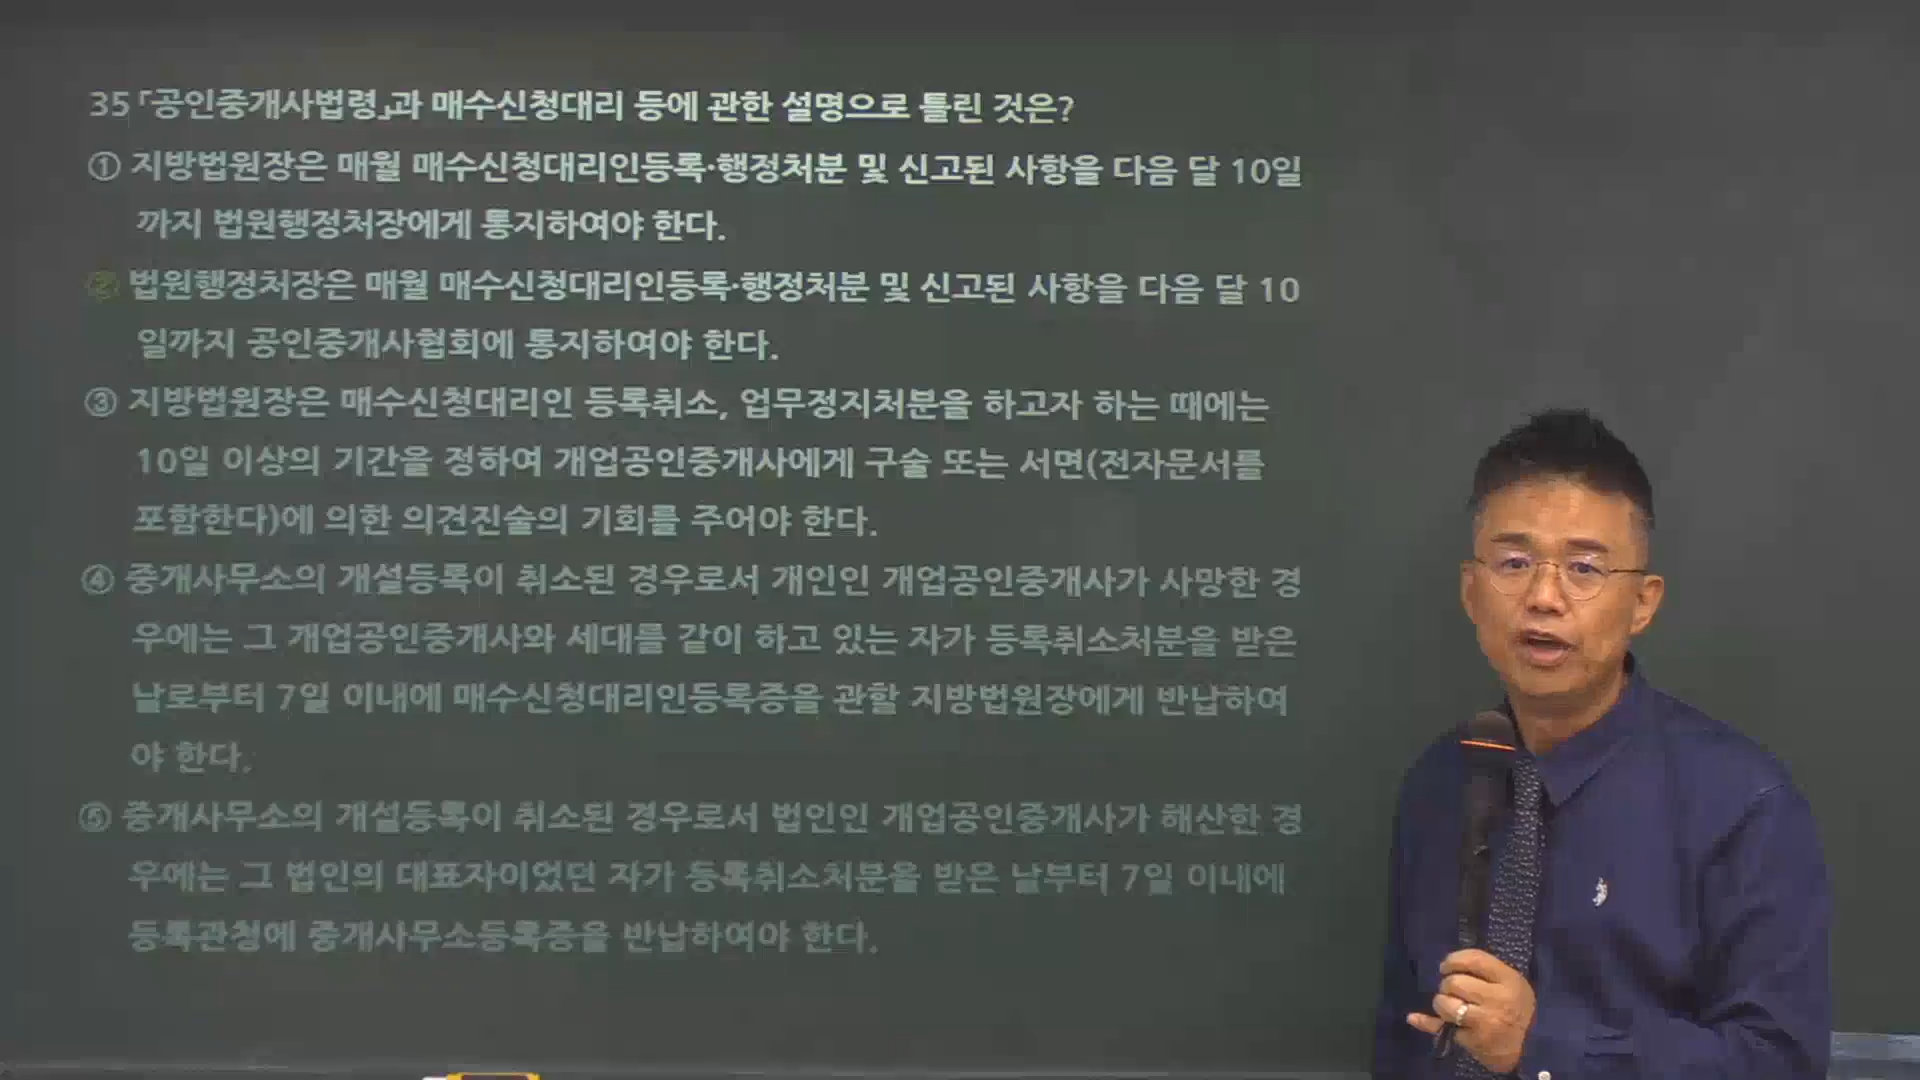 35「공인중개사법령」과 매수신청대리 등에 관한 설명으로 틀린 것은?
① 지방법원장은 매월 매수신청대리인등록·행정처분 및 신고된 사항을 다음 달 10일
까지 법원행정처장에게 통지하여야 한다.
② 법원행정처장은 매월 매수신청대리인등록·행정처분 및 신고된 사항을 다음 달 10
일까지 공인중개사협회에 통지하여야 한다.
③ 지방법원장은 매수신청대리인 등록취소, 업무정지처분을 하고자 하는 때에는
10일 이상의 기간을 정하여 개업공인중개사에게 구술 또는 서면(전자문서를
포함한다)에 의한 의견진술의 기회를 주어야 한다.
④ 중개사무소의 개설등록이 취소된 경우로서 개인인 개업공인중개사가 사망한 경
우에는 그 개업공인중개사와 세대를 같이 하고 있는 자가 등록취소처분을 받은
날로부터 7일 이내에 매수신청대리인등록증을 관할 지방법원장에게 반납하여
야 한다.
⑤ 중개사무소의 개설등록이 취소된 경우로서 법인인 개업공인중개사가 해산한 경
우에는 그 법인의 대표자이었던 자가 등록취소처분을 받은 날부터 7일 이내에
등록관청에 중개사무소등록증을 반납하여야 한다.